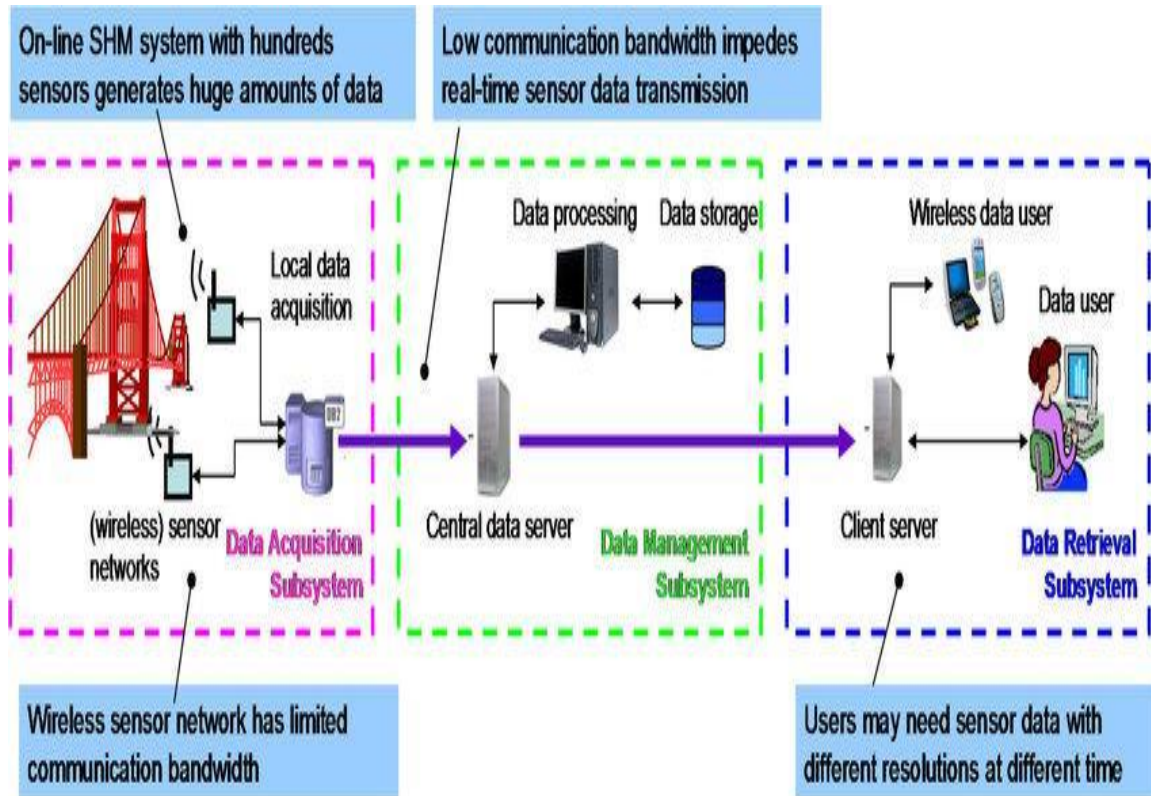 On-line SHM system with hundreds
sensors generates huge amounts of data
Low communication bandwidth impedes
real-time sensor data transmission
Local data
acquisition
DB2
(wireless) sensor
networks
Data Acquisition
Subsystem
Data processing
Data storage
Central data server
Data Management
Subsystem
Wireless data user
Data user
Client server
Data Retrieval
Subsystem
Wireless sensor network has limited
communication bandwidth
Users may need sensor data with
different resolutions at different time